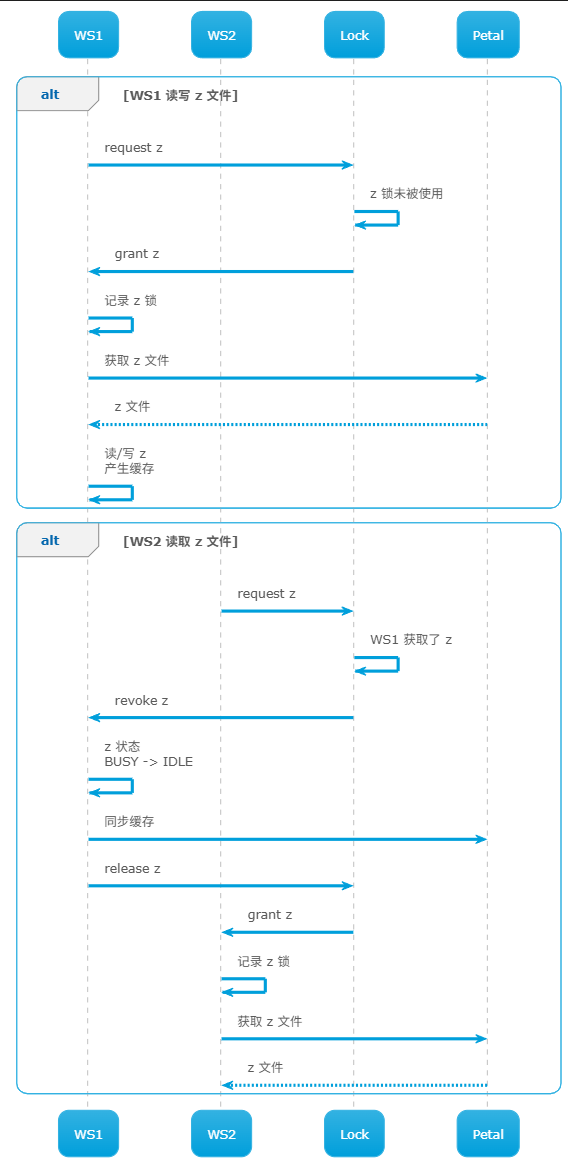 WS1 WS2 Lock Petal
alt [WS1 读写 z 文件]
request z
z 锁未被使用
grant z
记录 z 锁
获取 z 文件
z 文件
读/写 z
产生缓存
alt [WS2 读取 z 文件]
request z
WS1 获取了 z
revoke z
z 状态
BUSY -> IDLE
同步缓存
release z
grant z
记录 z 锁
获取 z 文件
z 文件
WS1 WS2 Lock Petal